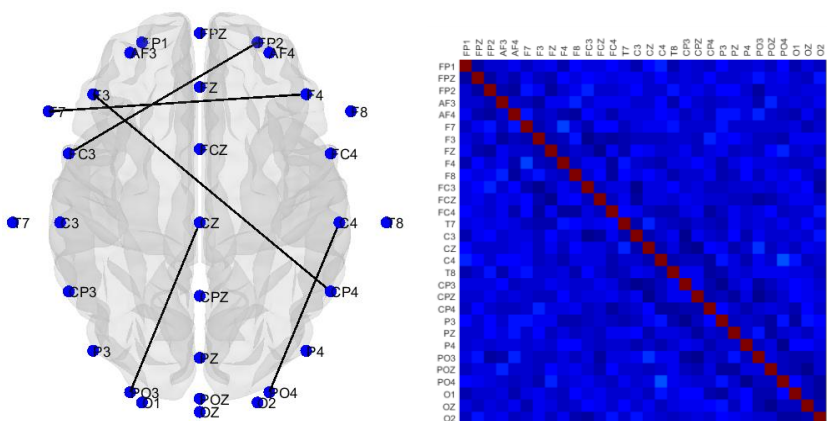 FPZ
FP1 FP2
AF3 AF4
FZ
F3 F4
F7 F8
FCZ
FC3 FC4
T7 C3 CZ C4 T8
CP3 CPZ CP4
P3 PZ P4
PO3 POZ PO4
O1 OZ O2
FP1 FPZ FP2 AF3 AF4 F7 F3 FZ F4 F8 FC3 FCZ FC4 T7 C3 CZ C4 T8 CP3 CPZ CP4 P3 PZ P4 PO3 POZ PO4 O1 OZ O2
FP1
FPZ
FP2
AF3
AF4
F7
F3
FZ
F4
F8
FC3
FCZ
FC4
T7
C3
CZ
C4
T8
CP3
CPZ
CP4
P3
PZ
P4
PO3
POZ
PO4
O1
OZ
O2